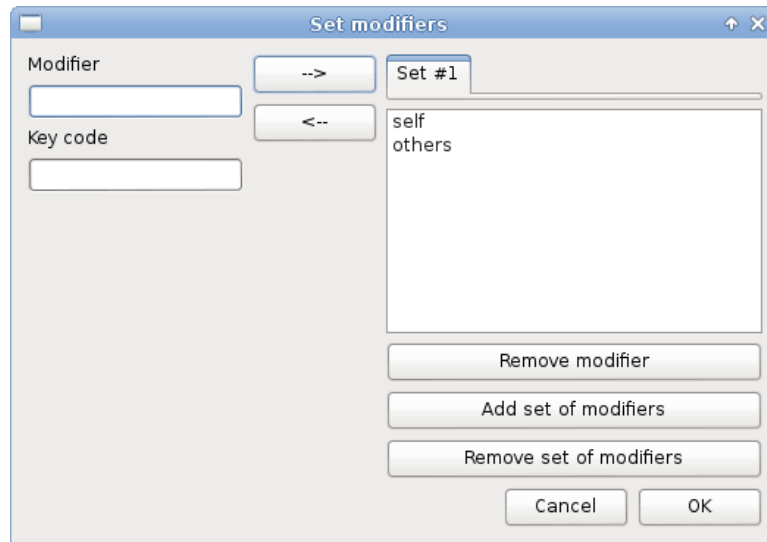 Set modifiers
Modifier
Key code
-->
<--
Set #1
self
others
Remove modifier
Add set of modifiers
Remove set of modifiers
Cancel
OK